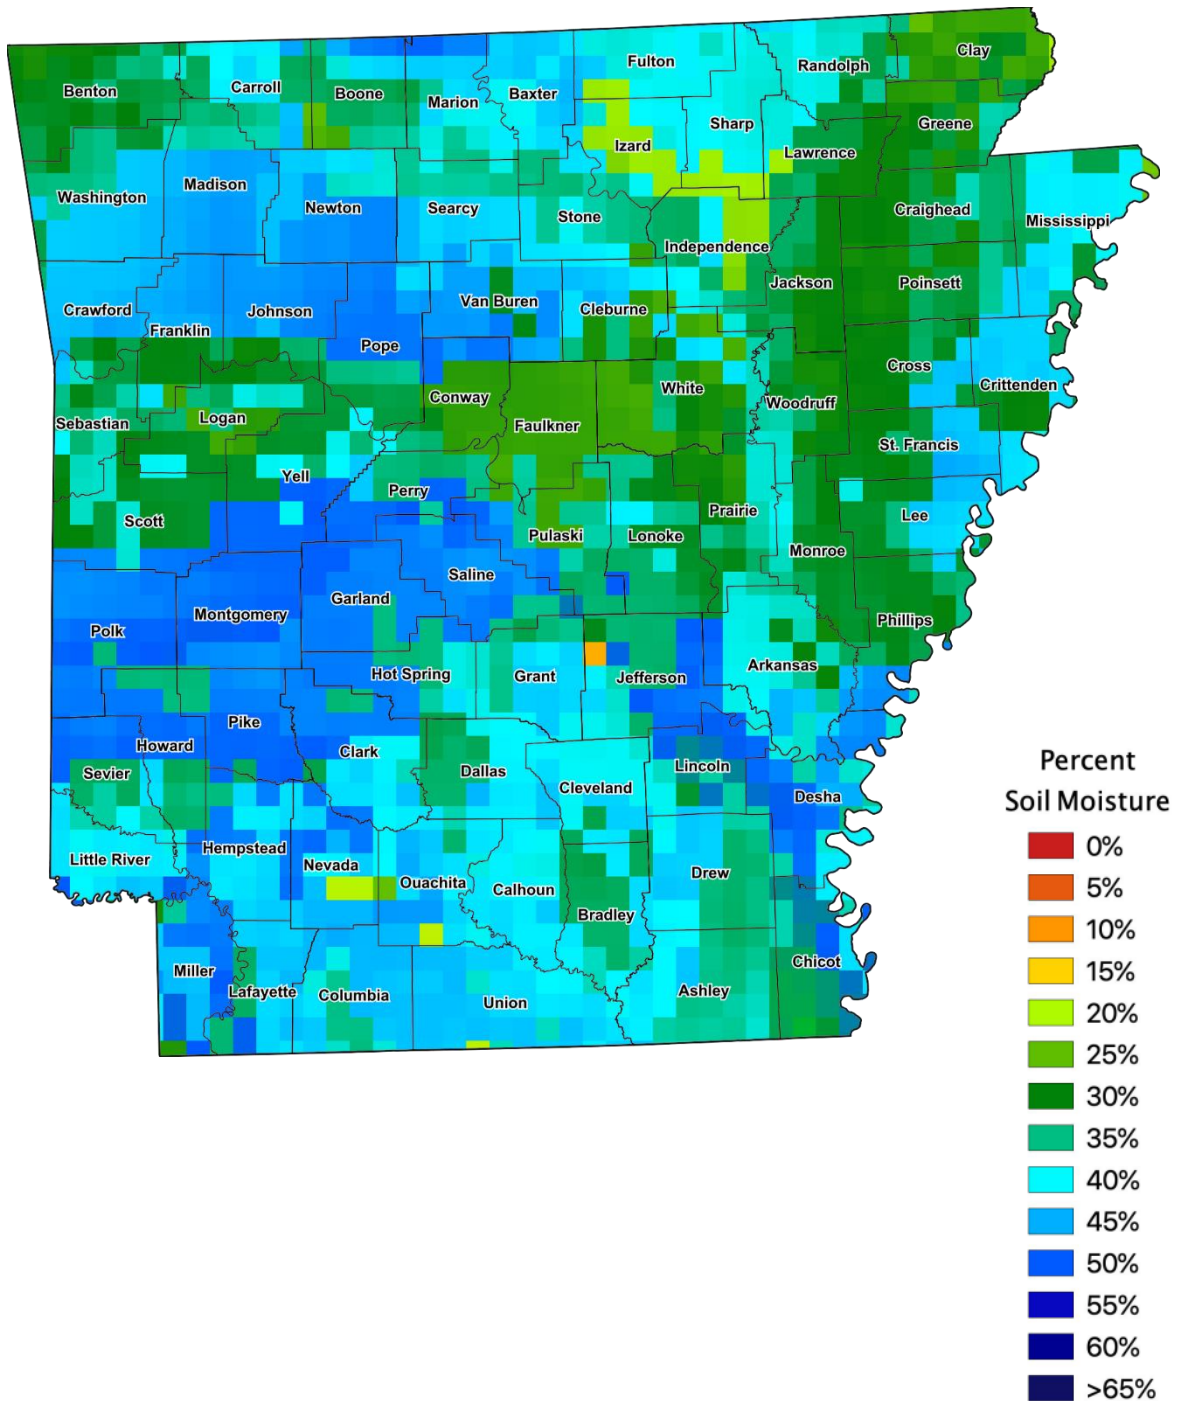 Clay
Fulton
Randolph
Carroll
Benton
Boone
Baxter
Marion
Sharp
Greene
Izard
Lawrence
Madison
Washington
Newton
Searcy
Stone
Craighead
Mississippi
Independence
Jackson
Poinsett
Van Buren
Crawford
Johnson
Cleburne
Franklin
Pope
Cross
Crittenden
White
Conway
Woodruff
Logan
Sebastian
Faulkner
St. Francis
Yell
Perry
Prairie
Lee
Scott
Pulaski
Lonoke
Monroe
Saline
Garland
Montgomery
Phillips
Polk
Arkansas
Hot Spring
Grant
Jefferson
Pike
Howard
Clark
Lincoln
Sevier
Dallas
Cleveland
Desha
Hempstead
Little River
Nevada
Drew
Ouachita
Calhoun
Bradley
Chicot
Miller
Lafayette
Columbia
Ashley
Union
Percent
Soil Moisture
0%
5%
10%
15%
20%
25%
30%
35%
40%
45%
50%
55%
60%
>65%